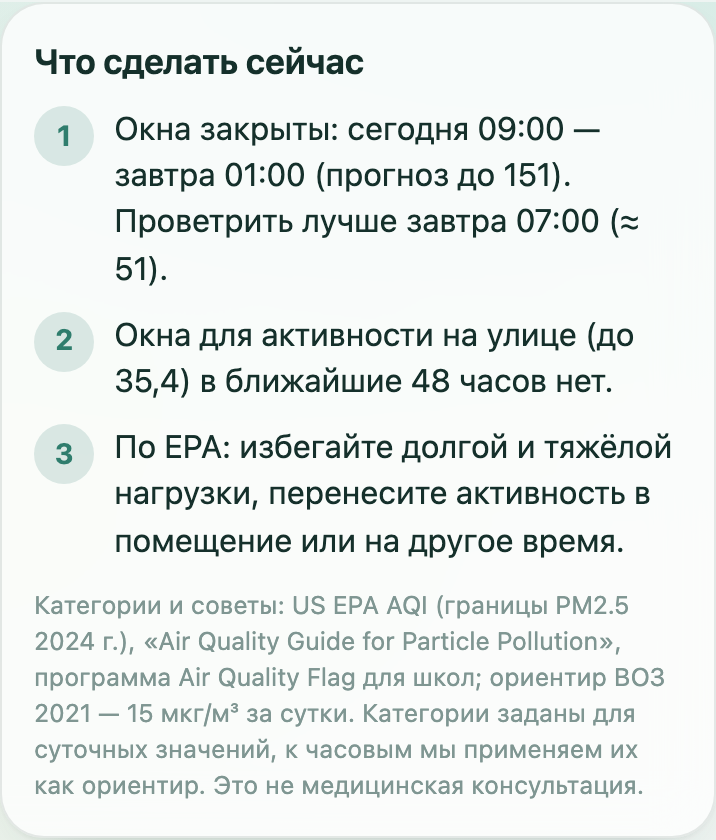 Что сделать сейчас
1
Окна закрыты: сегодня 09:00 —
завтра 01:00 (прогноз до 151).
Проветрить лучше завтра 07:00 (≈
51).
2
Окна для активности на улице (до
35,4) в ближайшие 48 часов нет.
3
По EPA: избегайте долгой и тяжёлой
нагрузки, перенесите активность в
помещение или на другое время.
Категории и советы: US EPA AQI (границы PM2.5
2024 г.), «Air Quality Guide for Particle Pollution»,
программа Air Quality Flag для школ; ориентир ВОЗ
2021 — 15 мкг/м³ за сутки. Категории заданы для
суточных значений, к часовым мы применяем их
как ориентир. Это не медицинская консультация.